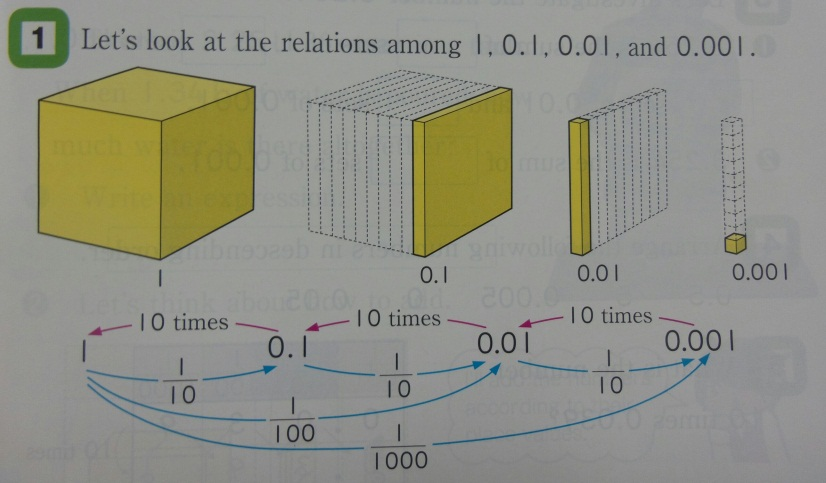 1 Let's look at the relations among 1, 0.1, 0.01, and 0.001.
1
0.1
0.01
0.001
10 times 10 times 10 times
1 0.1 0.01 0.001
1/10 1/10 1/10
1/100
1/1000